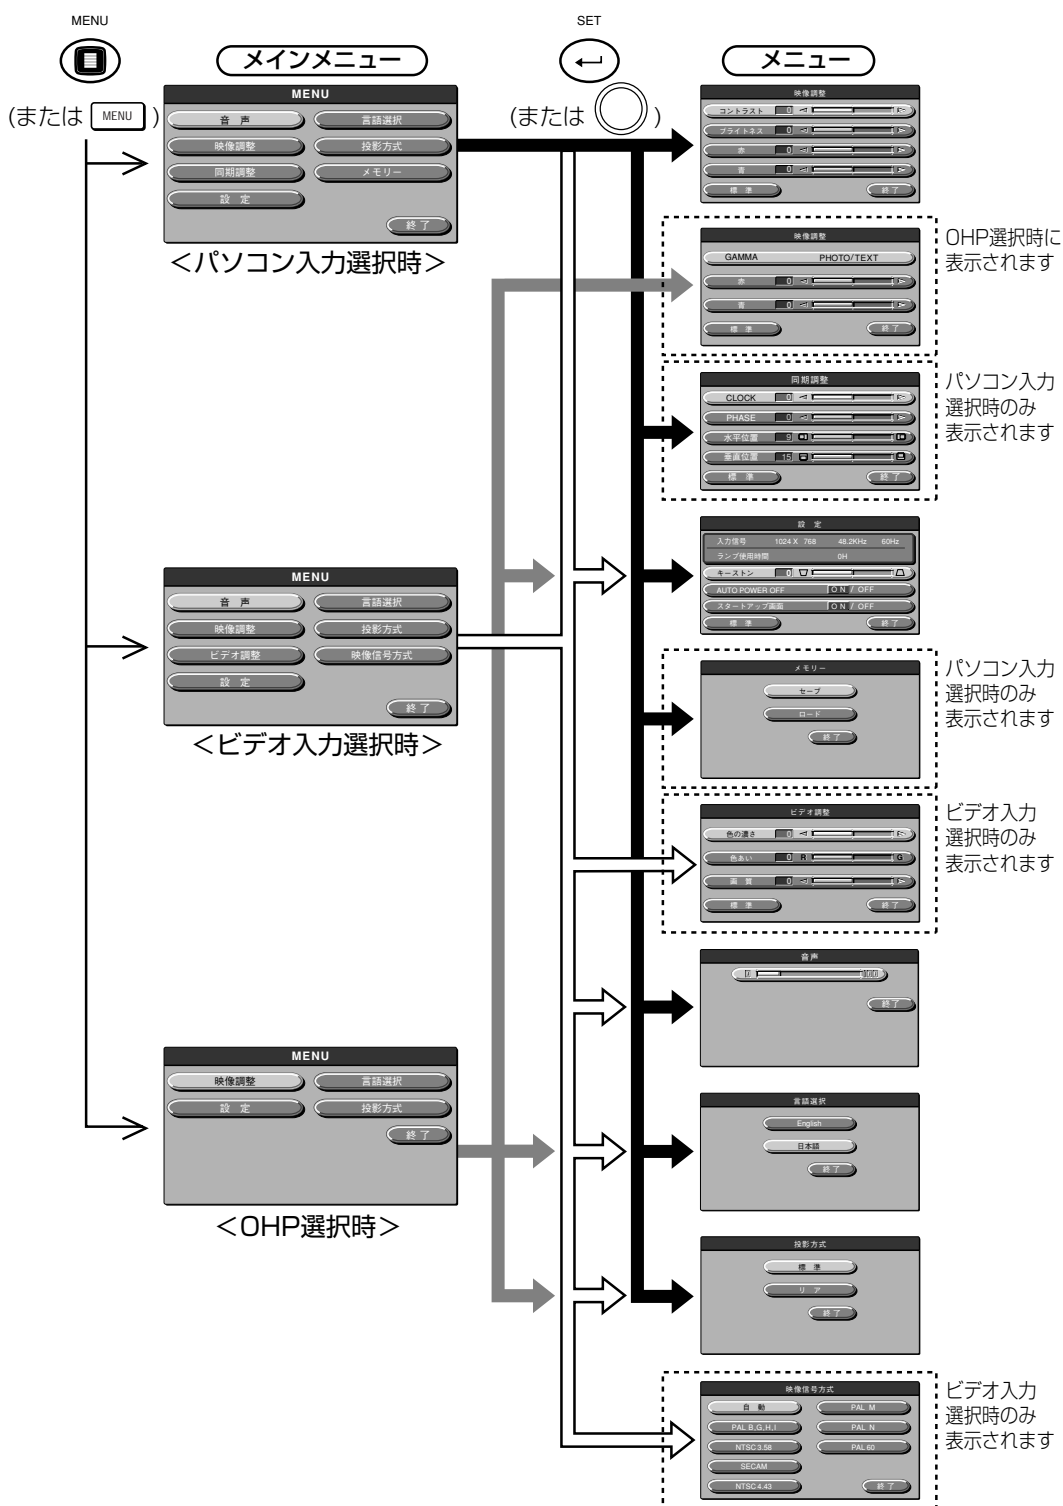 MENU
SET
メインメニュー
メニュー
(または MENU )
(または )
MENU
音 声
言語選択
映像調整
投影方式
同期調整
メモリー
設 定
終 了
＜パソコン入力選択時＞
映像調整
コントラスト 0
ブライトネス 0
赤 0
青 0
標 準
終 了
映像調整
GAMMA PHOTO/TEXT
赤 0
青 0
標 準
終 了
OHP選択時に
表示されます
同期調整
CLOCK 0
PHASE 0
水平位置 9
垂直位置 15
標 準
終 了
パソコン入力
選択時のみ
表示されます
設 定
入力信号 1024 X 768 48.2KHz 60Hz
ランプ使用時間 0H
キーストン 0
AUTO POWER OFF ON / OFF
スタートアップ画面 ON / OFF
標 準
終 了
MENU
音 声
言語選択
映像調整
投影方式
ビデオ調整
映像信号方式
設 定
終 了
＜ビデオ入力選択時＞
メモリー
セーブ
ロード
終 了
パソコン入力
選択時のみ
表示されます
ビデオ調整
色の濃さ 0
色あい 0 R G
画 質 0
標 準
終 了
ビデオ入力
選択時のみ
表示されます
音声
0 100
終 了
MENU
映像調整
言語選択
設 定
投影方式
終 了
＜OHP選択時＞
言語選択
English
日本語
終 了
投影方式
標 準
リ ア
終 了
映像信号方式
自 動
PAL M
PAL B,G,H,I
PAL N
NTSC3.58
PAL60
SECAM
NTSC4.43
終 了
ビデオ入力
選択時のみ
表示されます